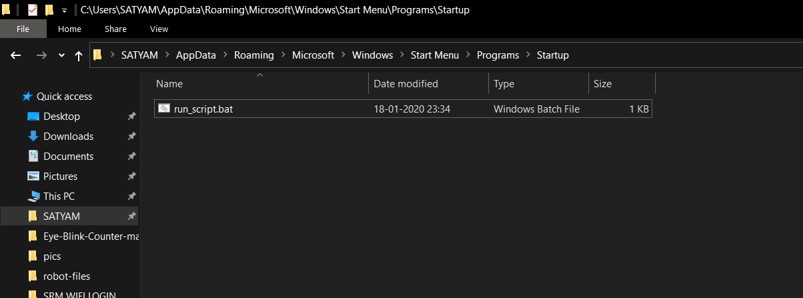 C:\Users\SATYAM\AppData\Roaming\Microsoft\Windows\Start Menu\Programs\Startup
File Home Share View
SATYAM AppData Roaming Microsoft Windows Start Menu Programs Startup
Name Date modified Type Size
run_script.bat 18-01-2020 23:34 Windows Batch File 1 KB
Quick access
Desktop
Downloads
Documents
Pictures
This PC
SATYAM
Eye-Blink-Counter-ma
pics
robot-files
SRM WIFI LOGIN